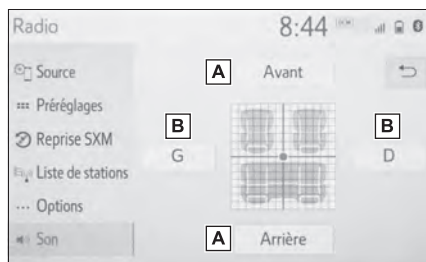 Radio
8:44
Source
A
Avant
Préréglages
B
B
Reprise SXM
G
D
Liste de stations
Options
Son
A
Arrière